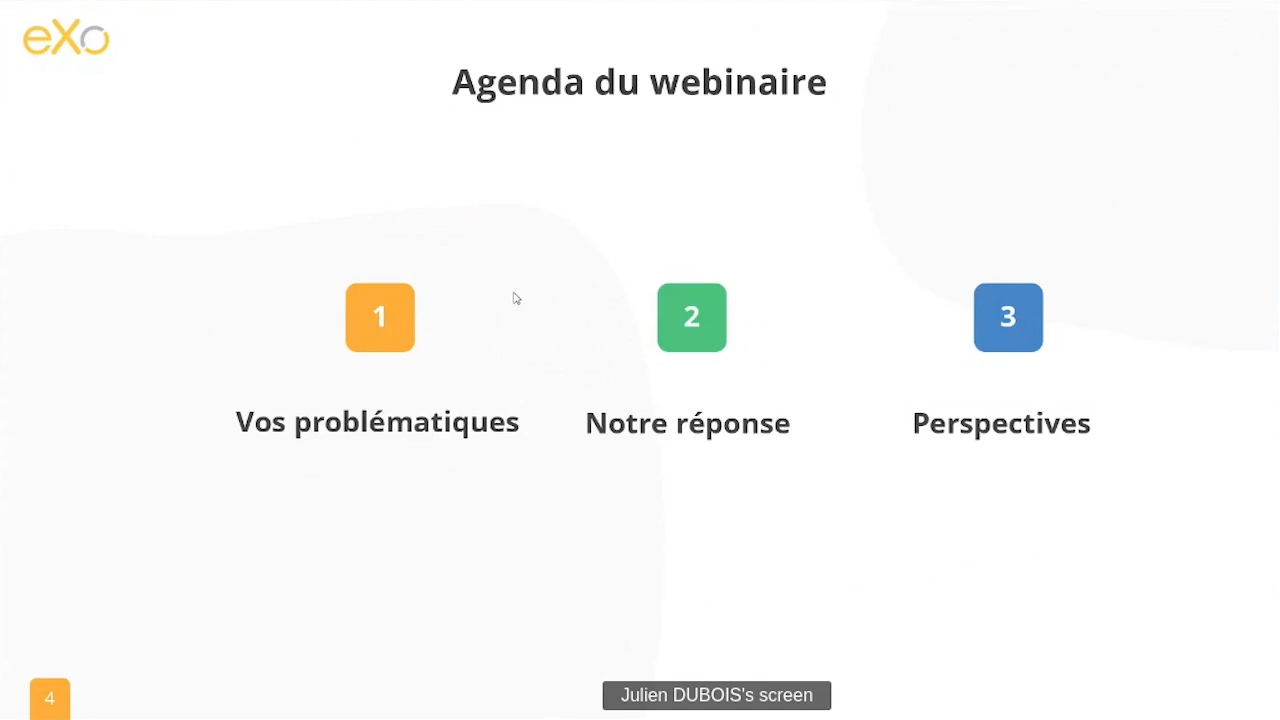 eXo
Agenda du webinaire
1
2
3
Vos problématiques
Notre réponse
Perspectives
4
Julien DUBOIS's screen